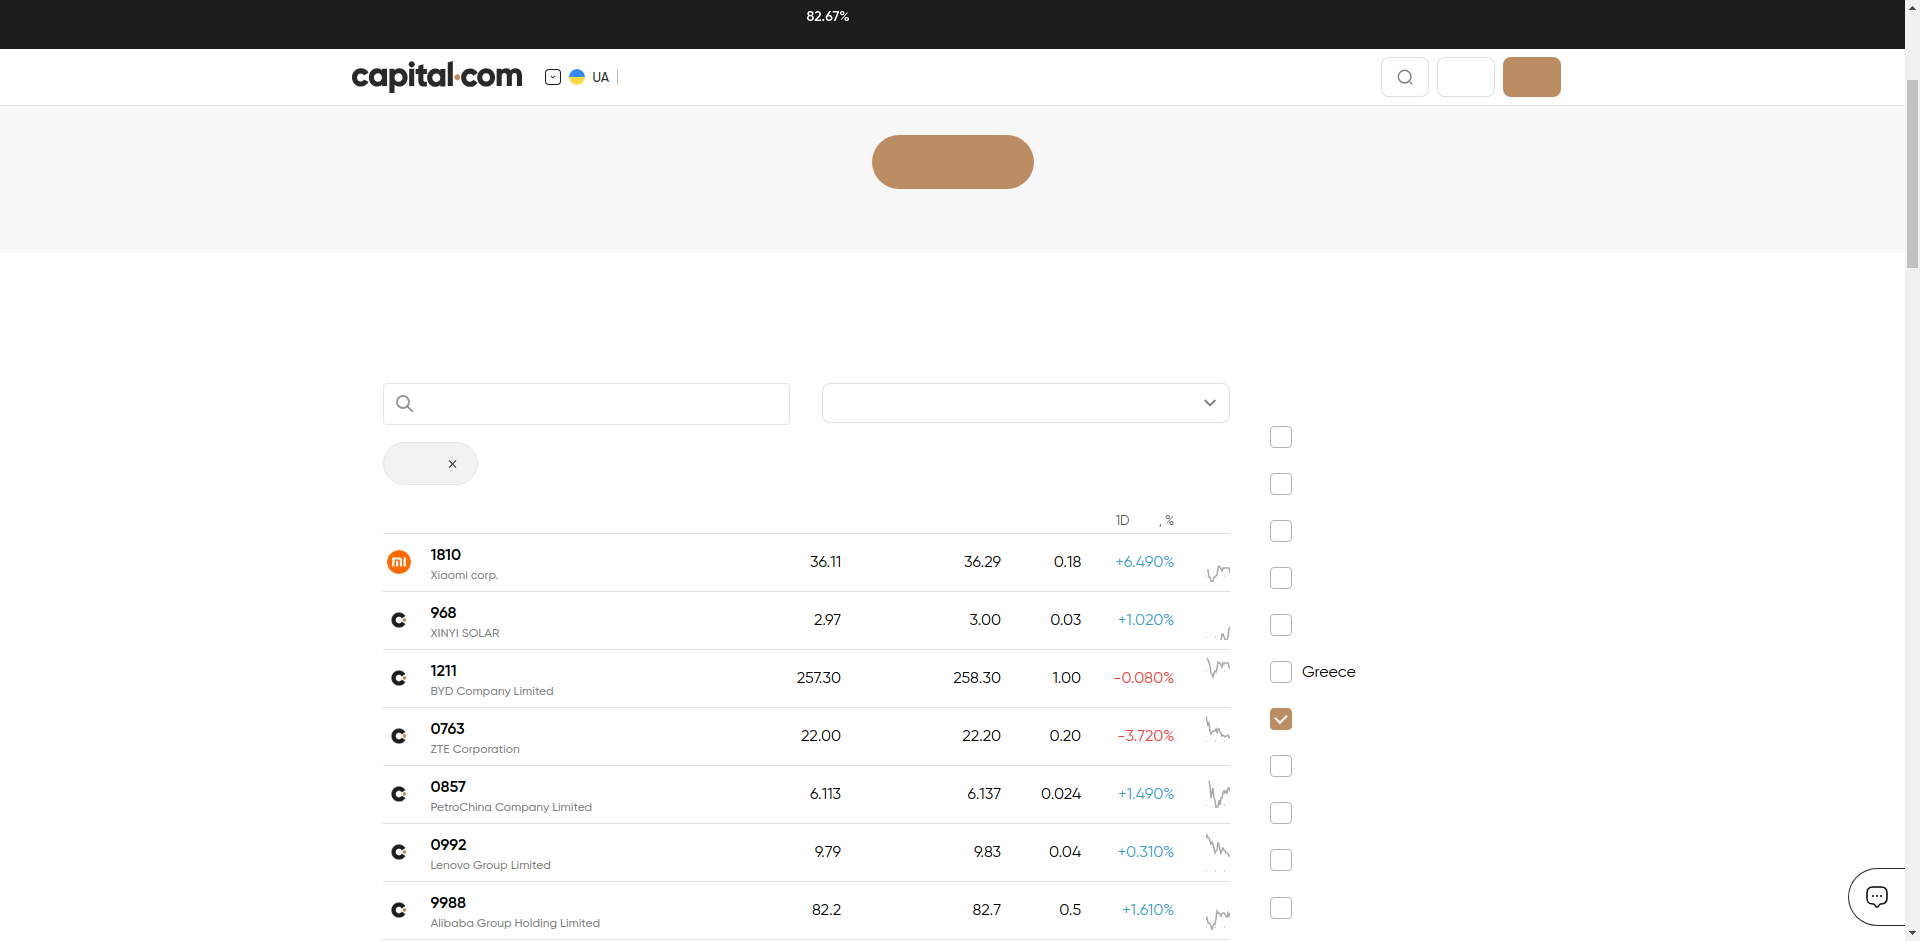 82.67%
capital.com
UA
1D , %
1810
Xiaomi corp.
36.11 36.29 0.18 +6.490%
968
XINYI SOLAR
2.97 3.00 0.03 +1.020%
1211
BYD Company Limited
257.30 258.30 1.00 -0.080%
Greece
0763
ZTE Corporation
22.00 22.20 0.20 -3.720%
0857
PetroChina Company Limited
6.113 6.137 0.024 +1.490%
0992
Lenovo Group Limited
9.79 9.83 0.04 +0.310%
9988
Alibaba Group Holding Limited
82.2 82.7 0.5 +1.610%